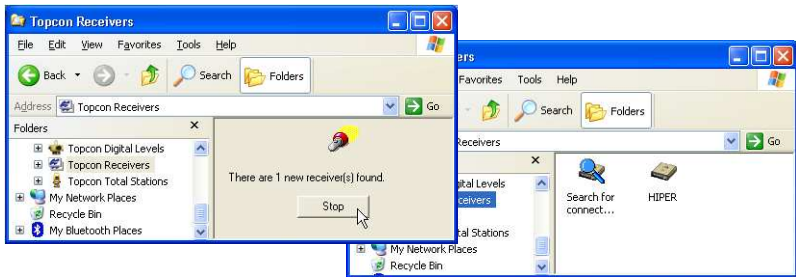 Topcon Receivers
File Edit View Favorites Tools Help
Back Search Folders
Address Topcon Receivers Go
Folders
Topcon Digital Levels
Topcon Receivers
Topcon Total Stations
My Network Places
Recycle Bin
My Bluetooth Places
There are 1 new receiver(s) found.
Stop
ers
Favorites Tools Help
Search Folders
Receivers Go
gital Levels
ceivers
tal Stations
My Network Places
Recycle Bin
Search for
connect...
HIPER